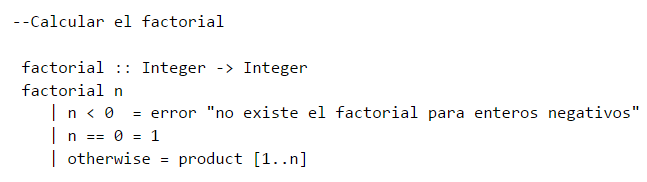 --Calcular el factorial
factorial :: Integer -> Integer
factorial n
| n < 0  = error "no existe el factorial para enteros negativos"
| n == 0 = 1
| otherwise = product [1..n]